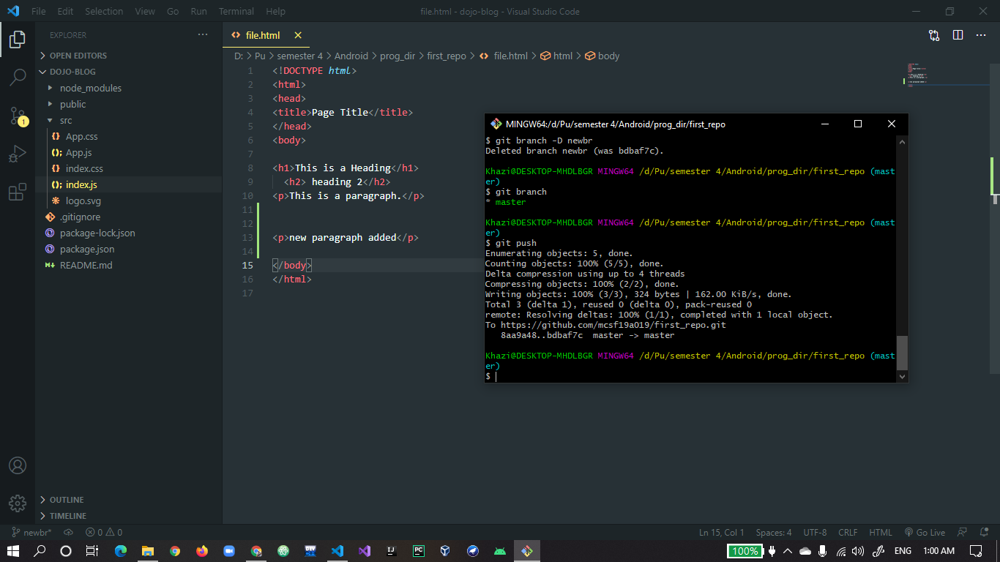 File Edit Selection View Go Run Terminal Help
file.html - dojo-blog - Visual Studio Code
EXPLORER
OPEN EDITORS
DOJO-BLOG
node_modules
public
src
App.css
App.js
index.css
index.js
logo.svg
.gitignore
package-lock.json
package.json
README.md
OUTLINE
TIMELINE
1
file.html
D: > Pu > semester 4 > Android > prog_dir > first_repo > file.html > html > body
1 <!DOCTYPE html>
2 <html>
3 <head>
4 <title>Page Title</title>
5 </head>
6 <body>
7
8 <h1>This is a Heading</h1>
9 <h2> heading 2</h2>
10 <p>This is a paragraph.</p>
11
12
13 <p>new paragraph added</p>
14
15 </body>
16 </html>
17
MINGW64:/d/Pu/semester 4/Android/prog_dir/first_repo
$ git branch -D newbr
Deleted branch newbr (was bdbaf7c).
Khazi@DESKTOP-MHDLBGR MINGW64 /d/Pu/semester 4/Android/prog_dir/first_repo (mast
er)
$ git branch
* master
Khazi@DESKTOP-MHDLBGR MINGW64 /d/Pu/semester 4/Android/prog_dir/first_repo (mast
er)
$ git push
Enumerating objects: 5, done.
Counting objects: 100% (5/5), done.
Delta compression using up to 4 threads
Compressing objects: 100% (2/2), done.
Writing objects: 100% (3/3), 324 bytes | 162.00 KiB/s, done.
Total 3 (delta 1), reused 0 (delta 0), pack-reused 0
remote: Resolving deltas: 100% (1/1), completed with 1 local object.
To https://github.com/mcsf19a019/first_repo.git
8aa9a48..bdbaf7c master -> master
Khazi@DESKTOP-MHDLBGR MINGW64 /d/Pu/semester 4/Android/prog_dir/first_repo (mast
er)
$
newbr* 0 0
Ln 15, Col 1 Spaces: 4 UTF-8 CRLF HTML Go Live
IJ PC 100% ENG 1:00 AM